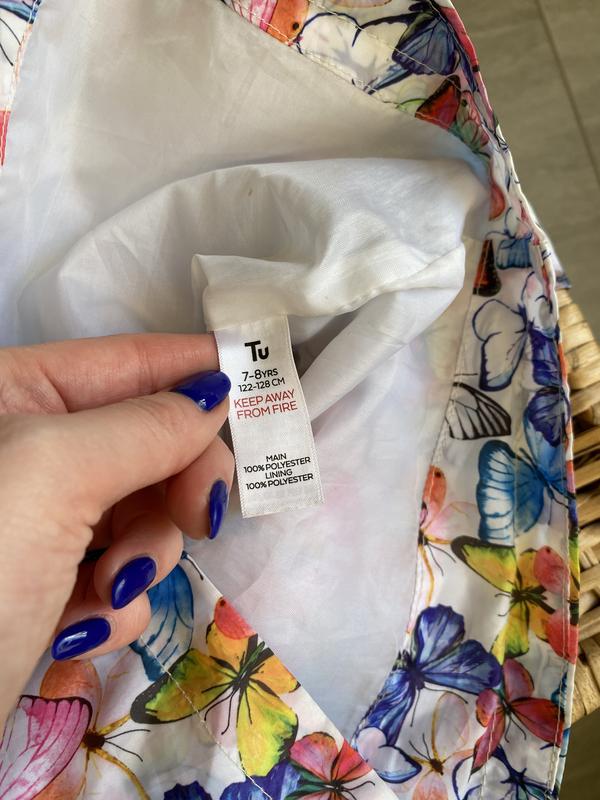 Tu
7-8YRS
122-128 CM
KEEP AWAY
FROM FIRE
MAIN
100% POLYESTER
LINING
100% POLYESTER